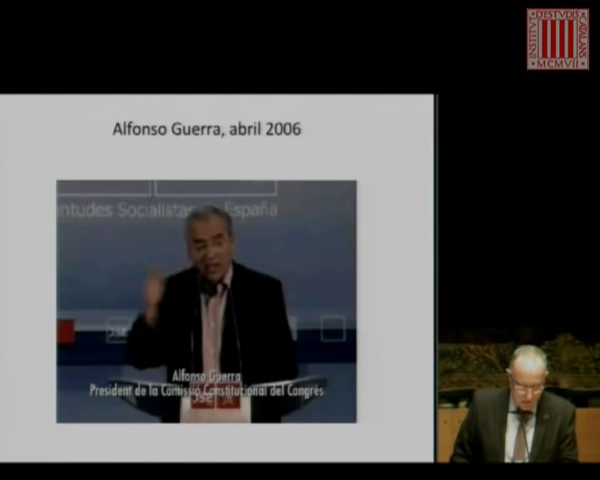 INSTITVT
D'ESTVDIS
CATALANS
MCMVII
Alfonso Guerra, abril 2006
ntudes Socialistas España
Alfonso Guerra
President de la Comissió Constitucional del Congrés